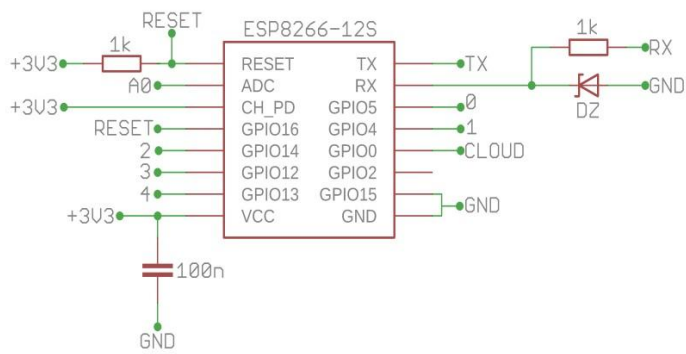 RESET
ESP8266-12S
1k
1k
+3V3
RESET
TX
TX
RX
A0
ADC
RX
DZ
GND
+3V3
CH_PD
GPIO5
0
RESET
GPIO16
GPIO4
1
2
GPIO14
GPIO0
CLOUD
3
GPIO12
GPIO2
4
GPIO13
GPIO15
GND
+3V3
VCC
GND
100n
GND